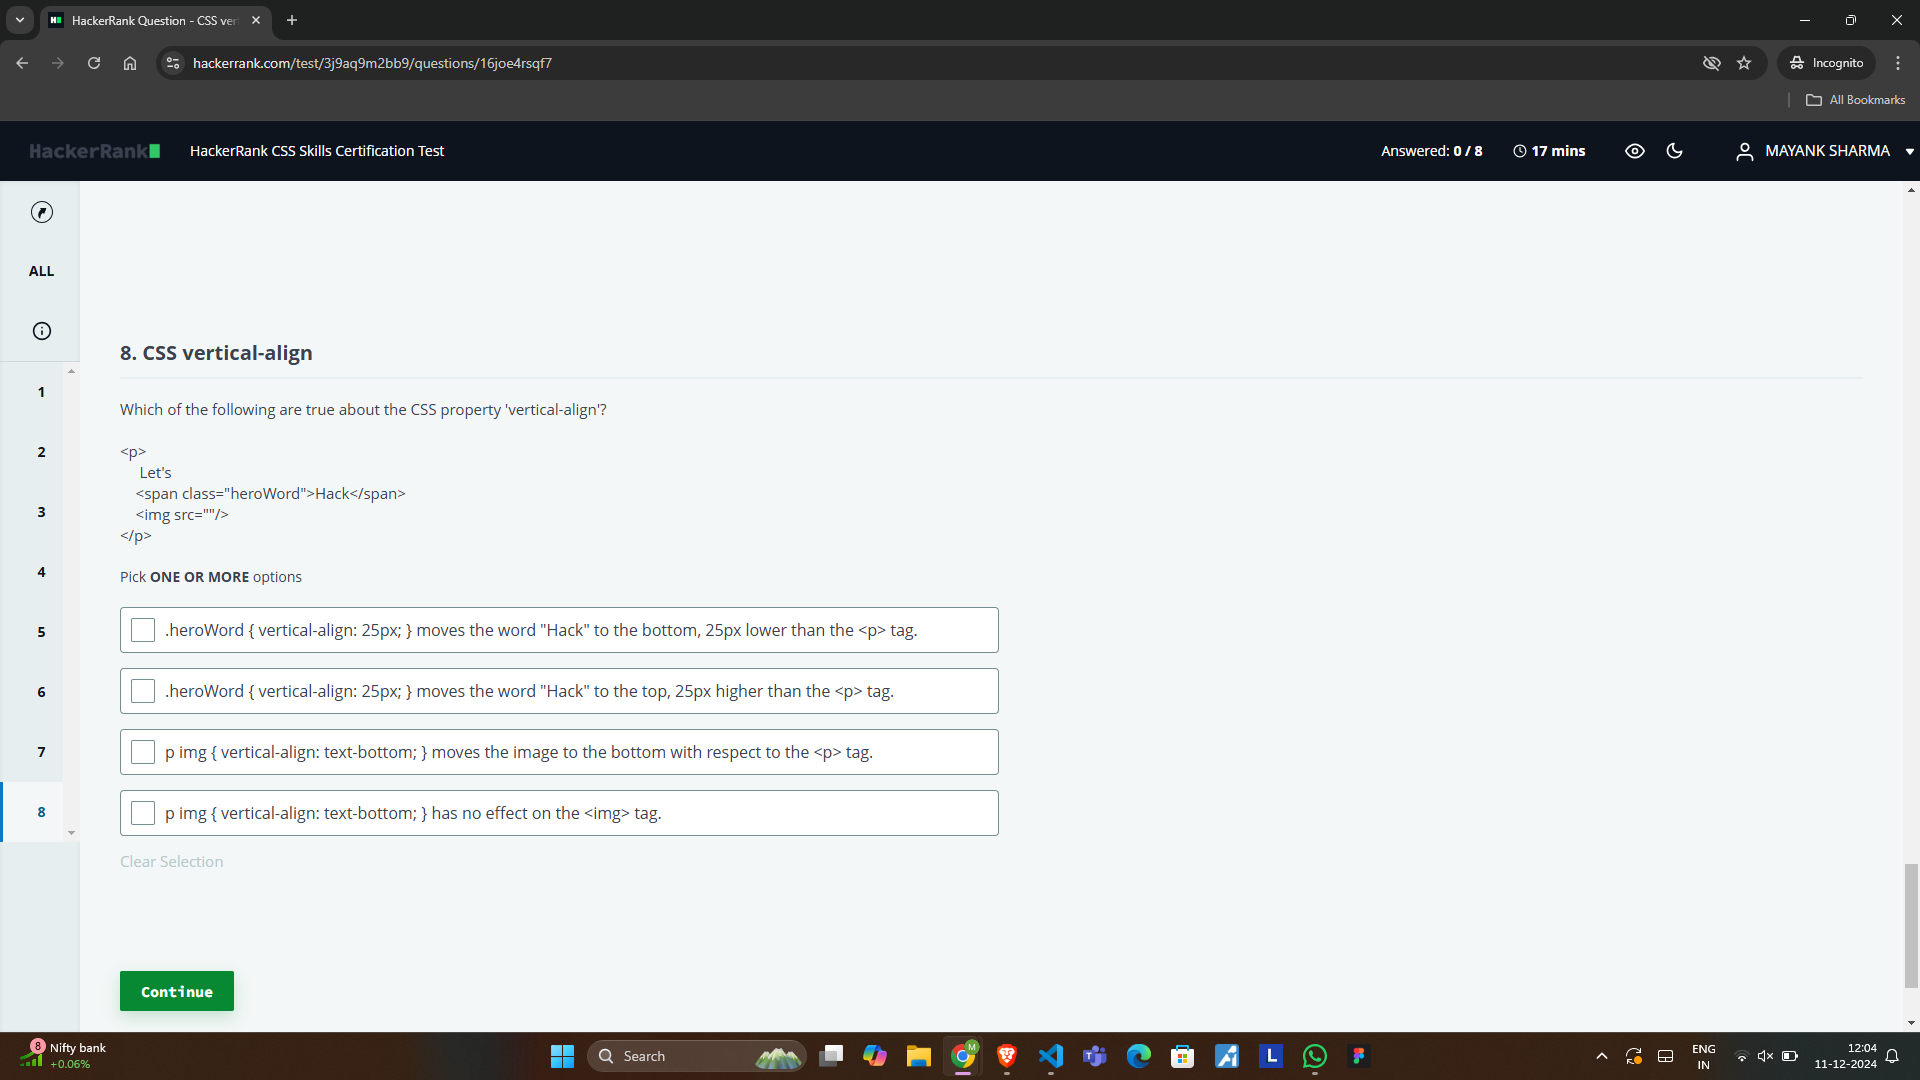 HackerRank Question - CSS ver
hackerrank.com/test/3j9aq9m2bb9/questions/16joe4rsqf7
Incognito
All Bookmarks
HackerRank
HackerRank CSS Skills Certification Test
Answered: 0 / 8
17 mins
MAYANK SHARMA
ALL
1
2
3
4
5
6
7
8
8. CSS vertical-align
Which of the following are true about the CSS property 'vertical-align'?
<p>
Let's
<span class="heroWord">Hack</span>
<img src=""/>
</p>
Pick ONE OR MORE options
.heroWord { vertical-align: 25px; } moves the word "Hack" to the bottom, 25px lower than the <p> tag.
.heroWord { vertical-align: 25px; } moves the word "Hack" to the top, 25px higher than the <p> tag.
p img { vertical-align: text-bottom; } moves the image to the bottom with respect to the <p> tag.
p img { vertical-align: text-bottom; } has no effect on the <img> tag.
Clear Selection
Continue
8
Nifty bank
+0.06%
Search
M
L
ENG
IN
12:04
11-12-2024